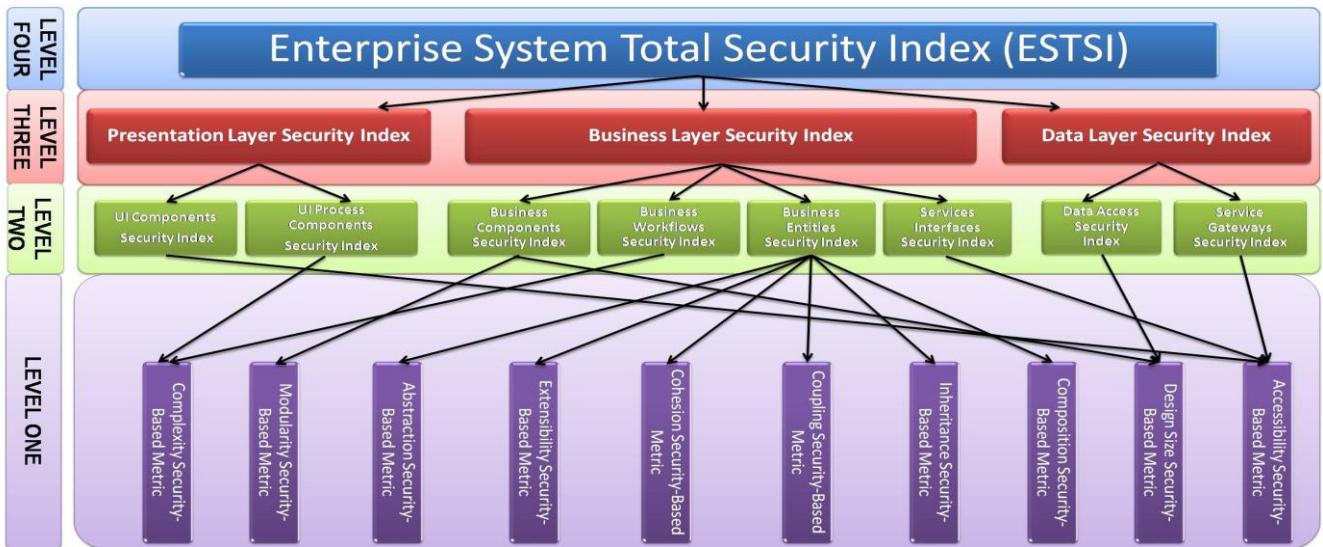 LEVEL
FOUR
Enterprise System Total Security Index (ESTSI)
LEVEL
THREE
Presentation Layer Security Index
Business Layer Security Index
Data Layer Security Index
LEVEL
TWO
UI Components
Security Index
UI Process
Components
Security Index
Business
Components
Security Index
Business
Workflows
Security Index
Business
Entities
Security Index
Services
Interfaces
Security Index
Data Access
Security
Index
Service
Gateways
Security Index
LEVEL ONE
Complexity Security-
Based Metric
Modularity Security-
Based Metric
Abstraction Security-
Based Metric
Extensibility Security-
Based Metric
Cohesion Security-Based
Metric
Coupling Security-Based
Metric
Inheritance Security-
Based Metric
Composition Security-
Based Metric
Design Size Security-
Based Metric
Accessibility Security-
Based Metric